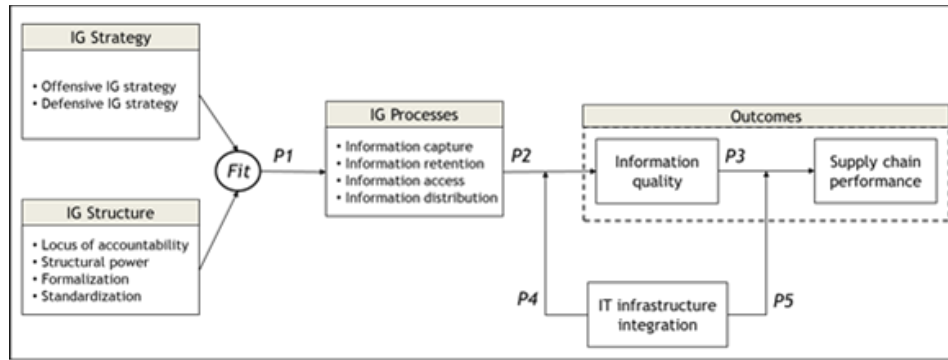 IG Strategy
• Offensive IG strategy
• Defensive IG strategy
IG Structure
• Locus of accountability
• Structural power
• Formalization
• Standardization
Fit
P1
IG Processes
• Information capture
• Information retention
• Information access
• Information distribution
P2
Outcomes
Information
quality
P3
Supply chain
performance
P4
IT infrastructure
integration
P5